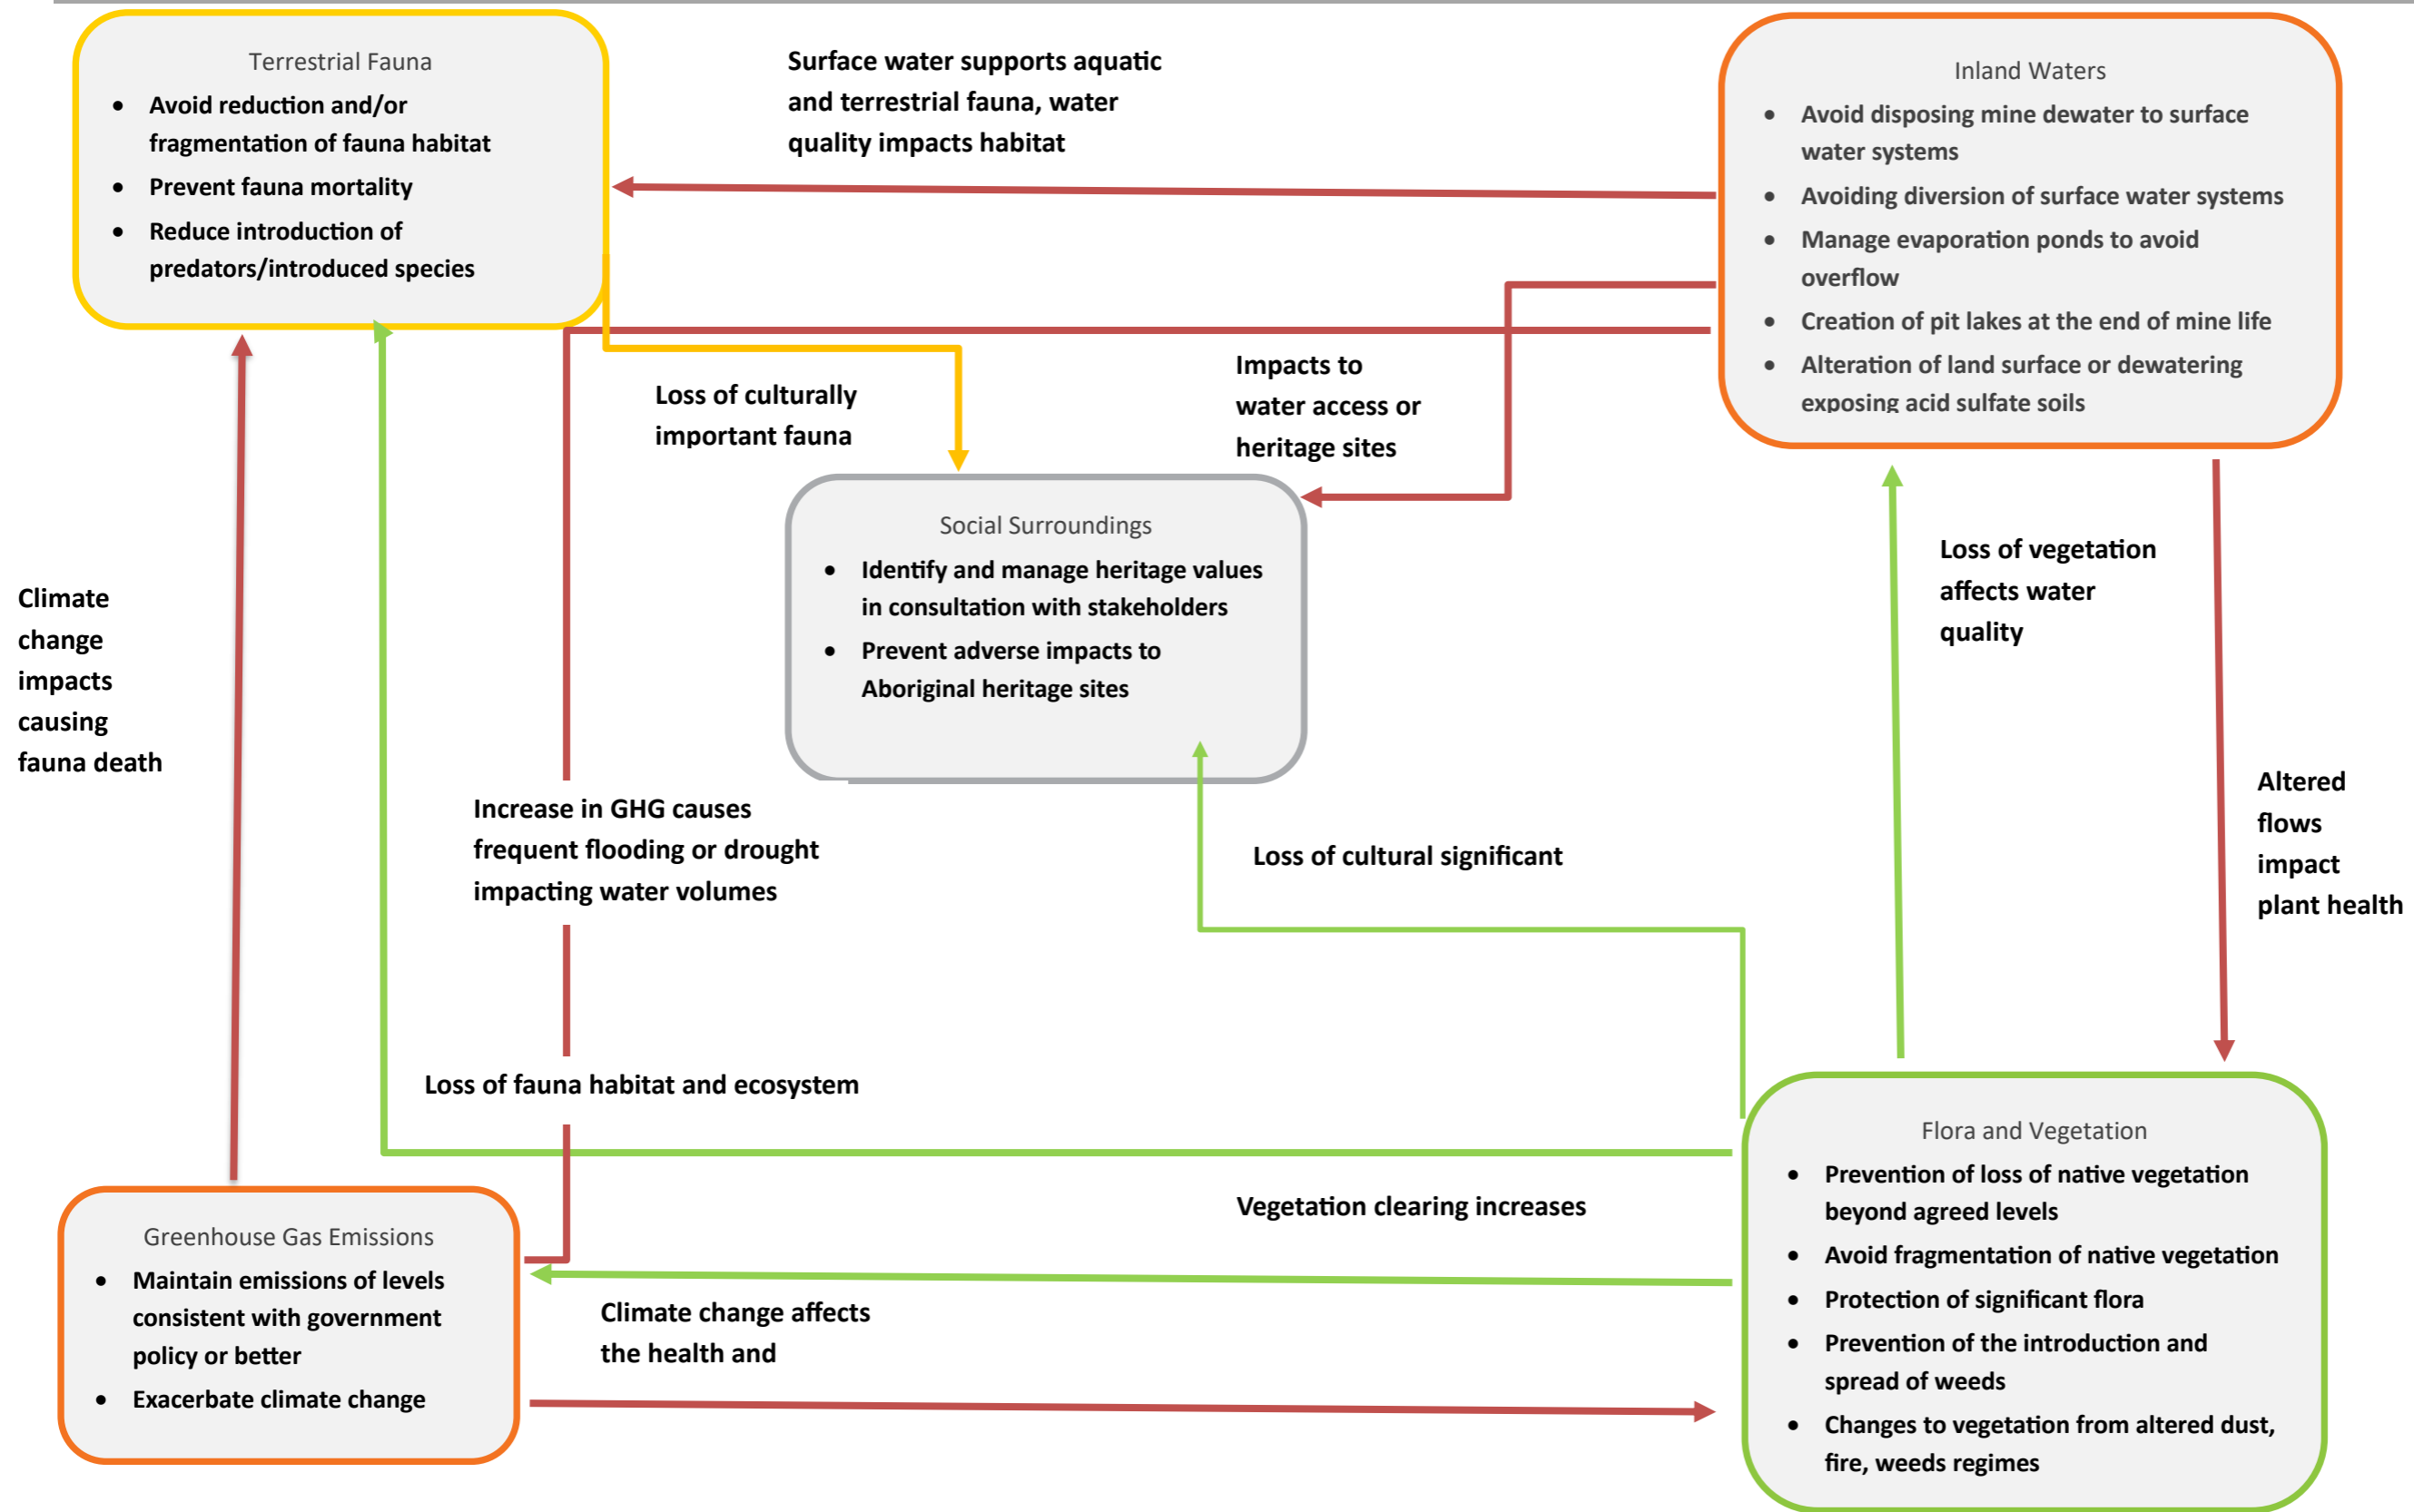 Terrestrial Fauna
• Avoid reduction and/or
fragmentation of fauna habitat
• Prevent fauna mortality
• Reduce introduction of
predators/introduced species
Surface water supports aquatic
and terrestrial fauna, water
quality impacts habitat
Inland Waters
• Avoid disposing mine dewater to surface
water systems
• Avoiding diversion of surface water systems
• Manage evaporation ponds to avoid
overflow
• Creation of pit lakes at the end of mine life
• Alteration of land surface or dewatering
exposing acid sulfate soils
Loss of culturally
important fauna
Impacts to
water access or
heritage sites
Social Surroundings
• Identify and manage heritage values
in consultation with stakeholders
• Prevent adverse impacts to
Aboriginal heritage sites
Loss of vegetation
affects water
quality
Climate
change
impacts
causing
fauna death
Increase in GHG causes
frequent flooding or drought
impacting water volumes
Loss of cultural significant
Altered
flows
impact
plant health
Loss of fauna habitat and ecosystem
Vegetation clearing increases
Greenhouse Gas Emissions
• Maintain emissions of levels
consistent with government
policy or better
• Exacerbate climate change
Climate change affects
the health and
Flora and Vegetation
• Prevention of loss of native vegetation
beyond agreed levels
• Avoid fragmentation of native vegetation
• Protection of significant flora
• Prevention of the introduction and
spread of weeds
• Changes to vegetation from altered dust,
fire, weeds regimes